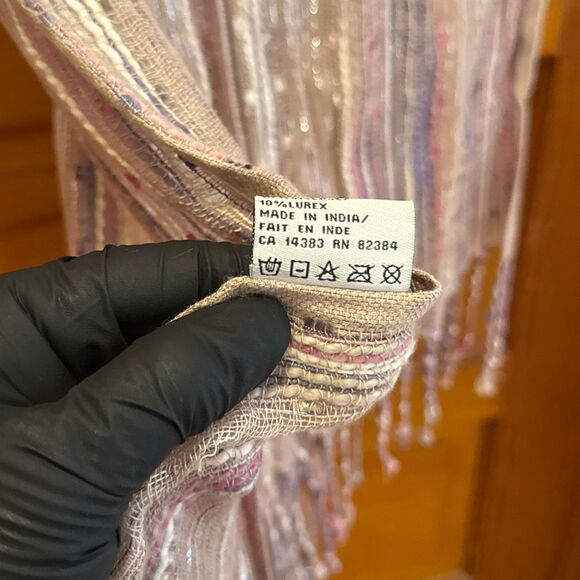 10% LUREX
MADE IN INDIA/
FAIT EN INDE
CA 14383 RN 82384